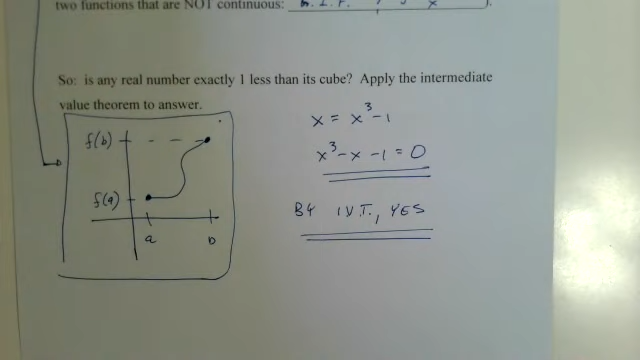 two functions that are NOT continuous:
So: is any real number exactly 1 less than its cube? Apply the intermediate
value theorem to answer.
f(b)
f(a)
a b
x = x³-1
x³-x-1=0
BY I.V.T., YES